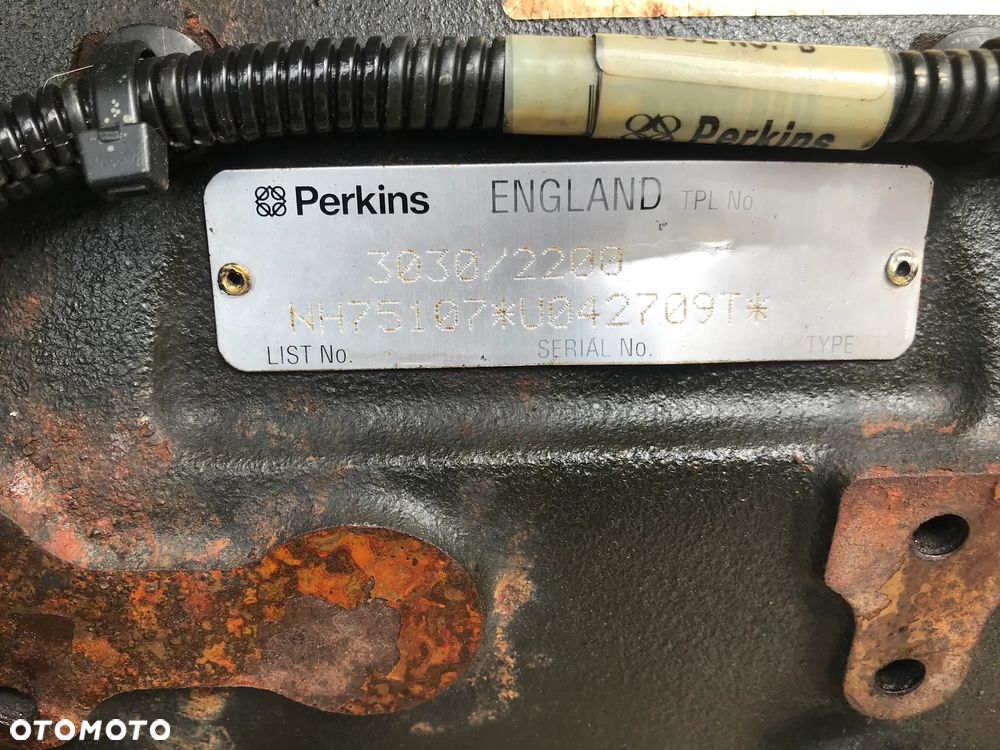 Perkins
Perkins ENGLAND TPL No.
3030/2200
NH75107*U042709T*
LIST No. SERIAL No. TYPE
OTOMOTO